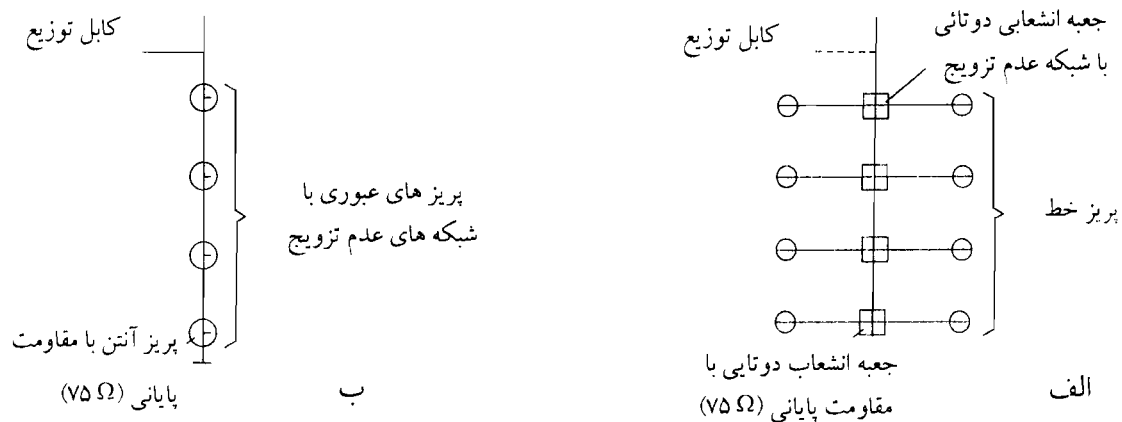 جعبه انشعابی دوتائی
با شبکه عدم تزویج
کابل توزیع
پریز خط
جعبه انشعاب دوتایی با
مقاومت پایانی (۷۵ Ω)
الف
کابل توزیع
پریز های عبوری با
شبکه های عدم تزویج
پریز آنتن با مقاومت
پایانی (۷۵ Ω)
ب